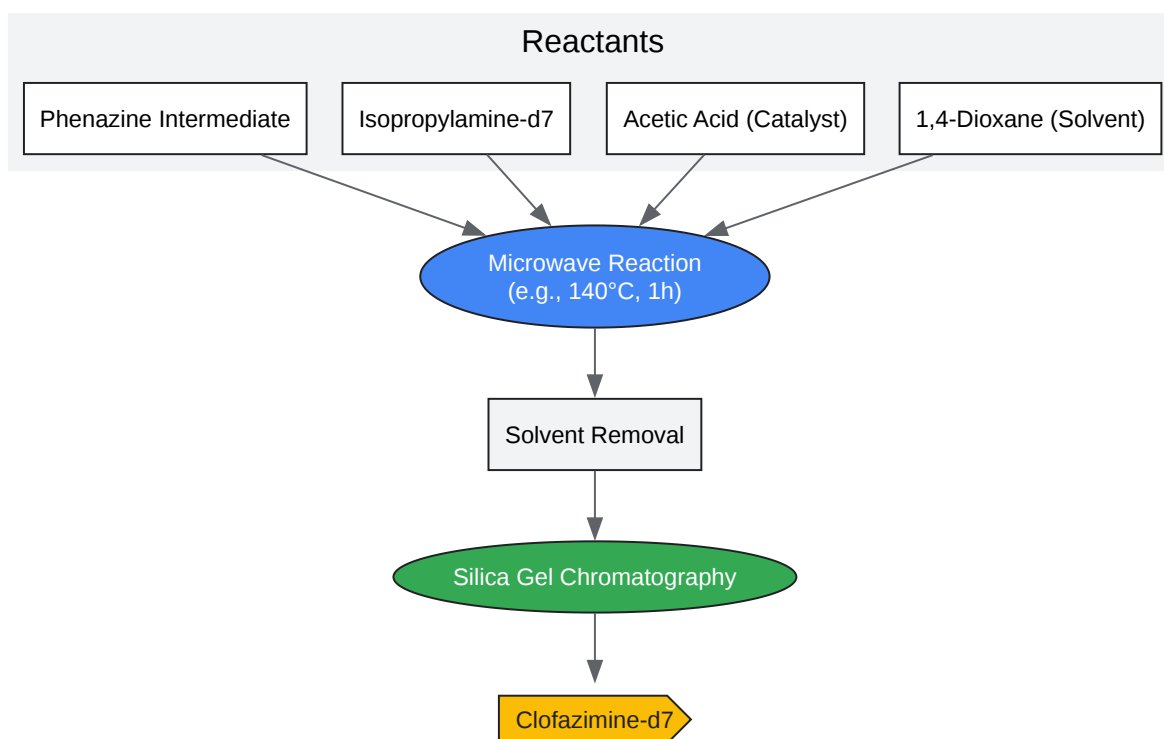 Reactants
Phenazine Intermediate
Isopropylamine-d7
Acetic Acid (Catalyst)
1,4-Dioxane (Solvent)
Microwave Reaction
(e.g., 140°C, 1h)
Solvent Removal
Silica Gel Chromatography
Clofazimine-d7